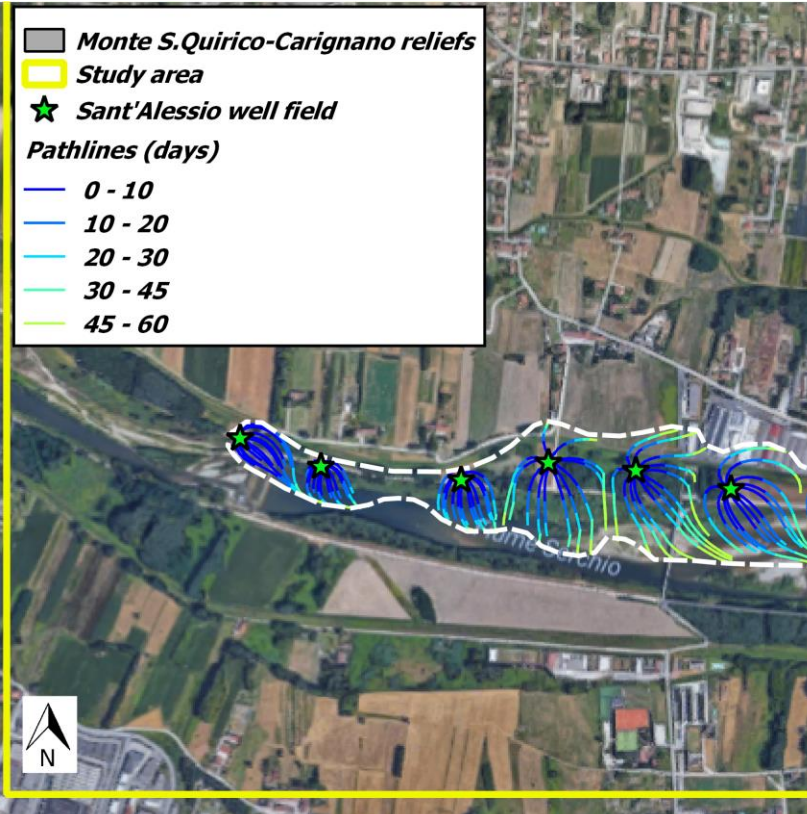 Monte S.Quirico-Carignano reliefs
Study area
Sant'Alessio well field
Pathlines (days)
0 - 10
10 - 20
20 - 30
30 - 45
45 - 60
Serchio
N